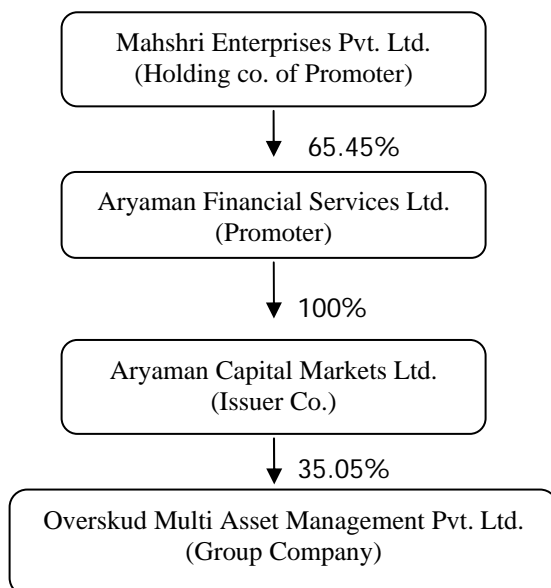 Mahshri Enterprises Pvt. Ltd.
(Holding co. of Promoter)
65.45%
Aryaman Financial Services Ltd.
(Promoter)
100%
Aryaman Capital Markets Ltd.
(Issuer Co.)
35.05%
Overskud Multi Asset Management Pvt. Ltd.
(Group Company)